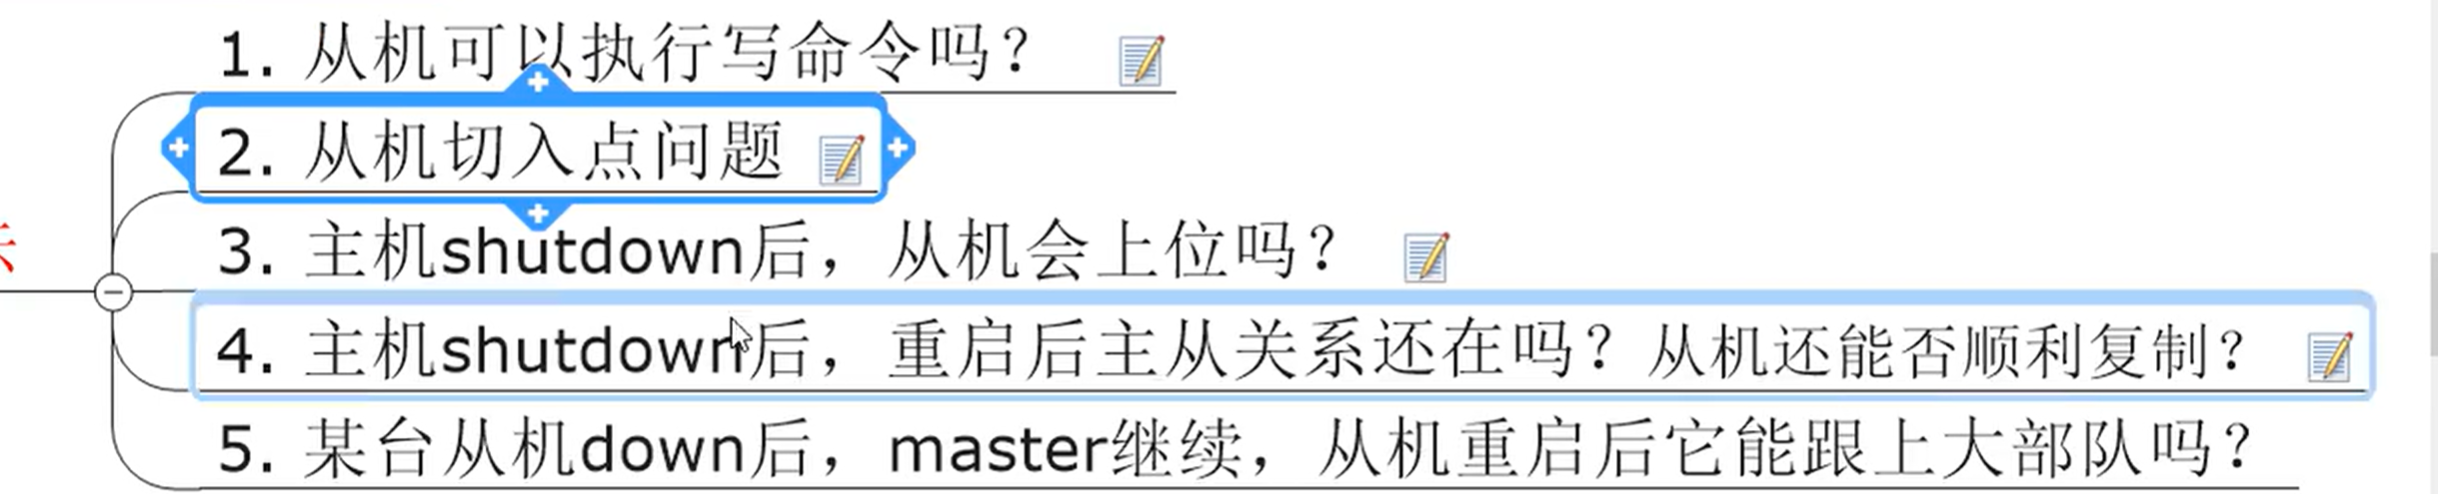 1. 从机可以执行写命令吗？
2. 从机切入点问题
3. 主机shutdown后，从机会上位吗？
4. 主机shutdown后，重启后主从关系还在吗？从机还能否顺利复制？
5. 某台从机down后，master继续，从机重启后它能跟上大部队吗？